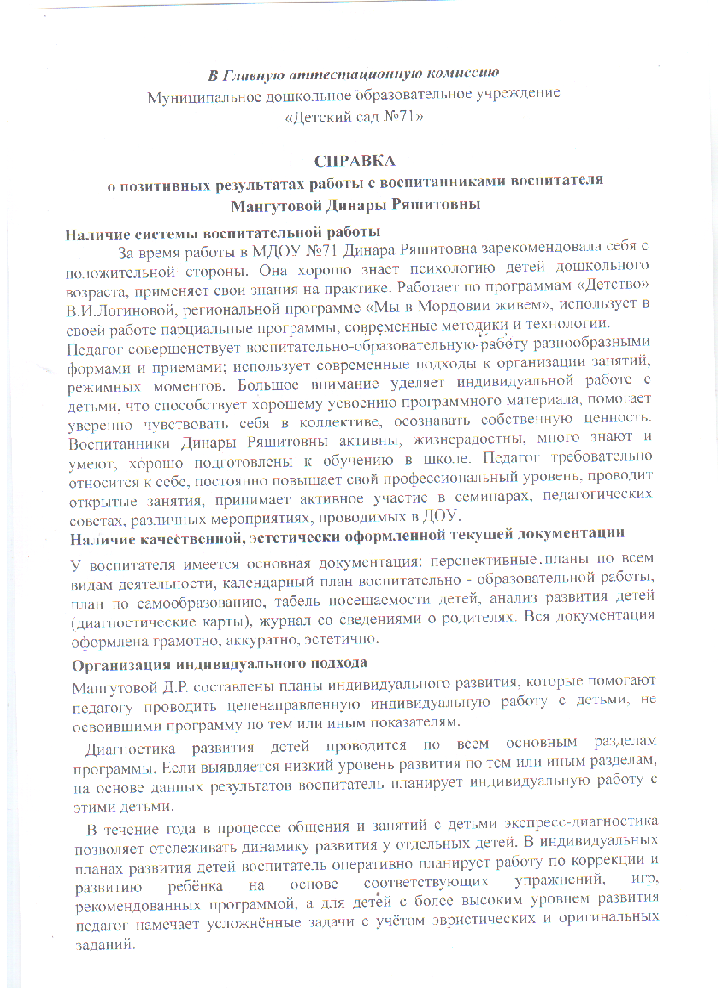 В Главную аттестационную комиссию
Муниципальное дошкольное образовательное учреждение
«Детский сад №71»
СПРАВКА
о позитивных результатах работы с воспитанниками воспитателя
Мангутовой Динары Ряшитовны
Наличие системы воспитательной работы
За время работы в МДОУ №71 Динара Ряшитовна зарекомендовала себя с
положительной стороны. Она хорошо знает психологию детей дошкольного
возраста, применяет свои знания на практике. Работает по программам «Детство»
В.И.Логиновой, региональной программе «Мы в Мордовии живем», использует в
своей работе парциальные программы, современные методики и технологии.
Педагог совершенствует воспитательно-образовательную работу разнообразными
формами и приемами; использует современные подходы к организации занятий,
режимных моментов. Большое внимание уделяет индивидуальной работе с
детьми, что способствует хорошему усвоению программного материала, помогает
уверенно чувствовать себя в коллективе, осознавать собственную ценность.
Воспитанники Динары Ряшитовны активны, жизнерадостны, много знают и
умеют, хорошо подготовлены к обучению в школе. Педагог требовательно
относится к себе, постоянно повышает свой профессиональный уровень, проводит
открытые занятия, принимает активное участие в семинарах, педагогических
советах, различных мероприятиях, проводимых в ДОУ.
Наличие качественной, эстетически оформленной текущей документации
У воспитателя имеется основная документация: перспективные планы по всем
видам деятельности, календарный план воспитательно - образовательной работы,
план по самообразованию, табель посещаемости детей, анализ развития детей
(диагностические карты), журнал со сведениями о родителях. Вся документация
оформлена грамотно, аккуратно, эстетично.
Организация индивидуального подхода
Мангутовой Д.Р. составлены планы индивидуального развития, которые помогают
педагогу проводить целенаправленную индивидуальную работу с детьми, не
освоившими программу по тем или иным показателям.
Диагностика развития детей проводится по всем основным разделам
программы. Если выявляется низкий уровень развития по тем или иным разделам,
на основе данных результатов воспитатель планирует индивидуальную работу с
этими детьми.
В течение года в процессе общения и занятий с детьми экспресс-диагностика
позволяет отслеживать динамику развития у отдельных детей. В индивидуальных
планах развития детей воспитатель оперативно планирует работу по коррекции и
развитию ребёнка на основе соответствующих упражнений, игр,
рекомендованных программой, а для детей с более высоким уровнем развития
педагог намечает усложнённые задачи с учётом эвристических и оригинальных
заданий.